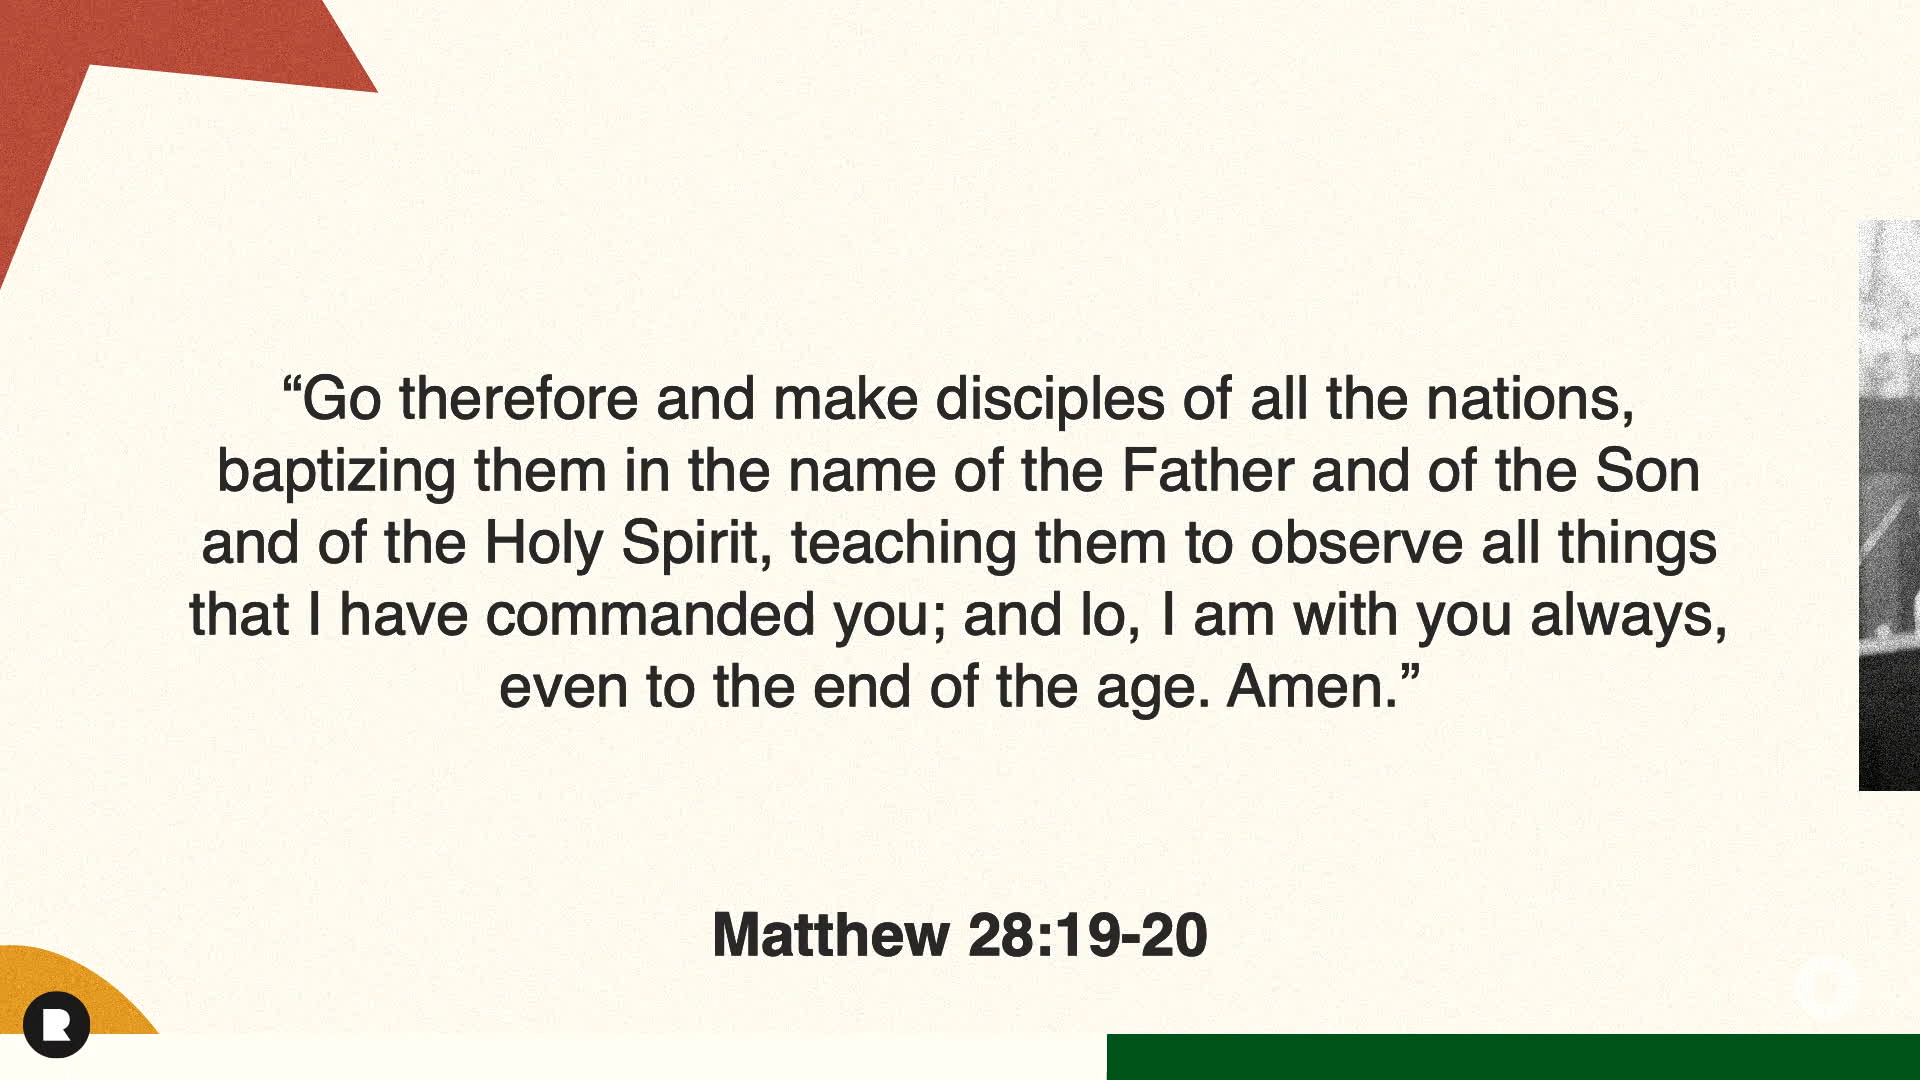 “Go therefore and make disciples of all the nations,
baptizing them in the name of the Father and of the Son
and of the Holy Spirit, teaching them to observe all things
that I have commanded you; and lo, I am with you always,
even to the end of the age. Amen.”
Matthew 28:19-20
R